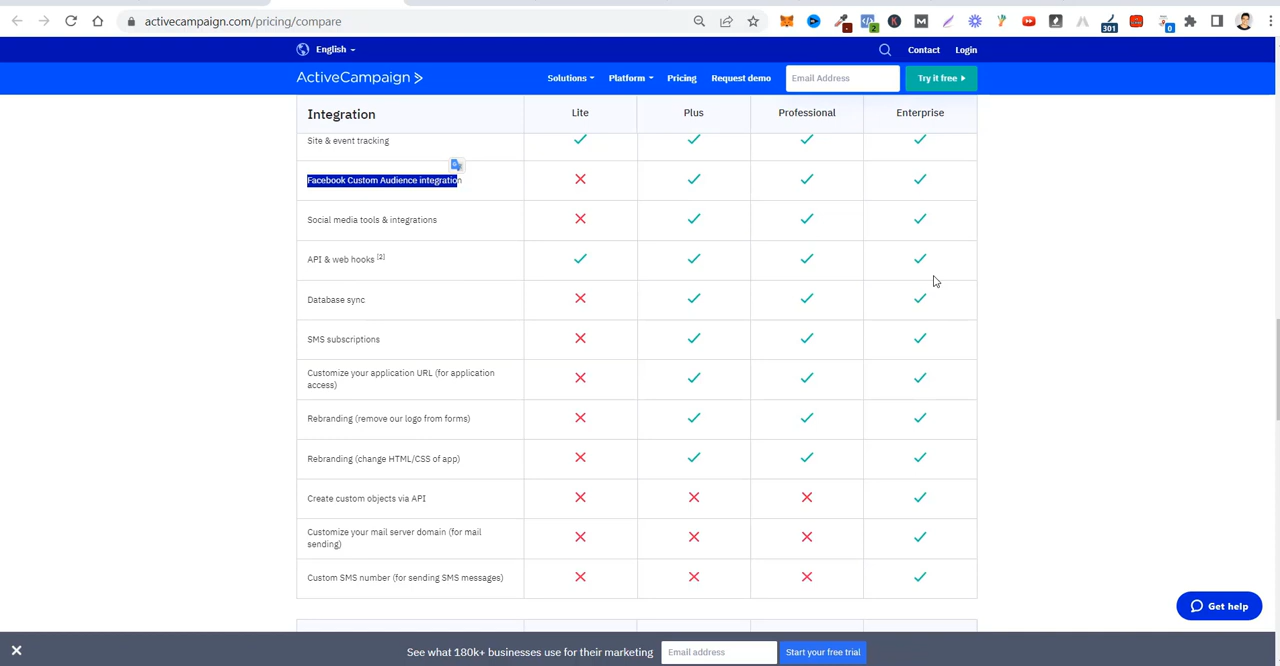 activecampaign.com/pricing/compare
2
301
0
English
Contact
Login
ActiveCampaign >
Solutions
Platform
Pricing
Request demo
Email Address
Try it free
Integration
Lite
Plus
Professional
Enterprise
Site & event tracking
Facebook Custom Audience integration
Social media tools & integrations
API & web hooks [2]
Database sync
SMS subscriptions
Customize your application URL (for application
access)
Rebranding (remove our logo from forms)
Rebranding (change HTML/CSS of app)
Create custom objects via API
Customize your mail server domain (for mail
sending)
Custom SMS number (for sending SMS messages)
Get help
See what 180k+ businesses use for their marketing
Email address
Start your free trial